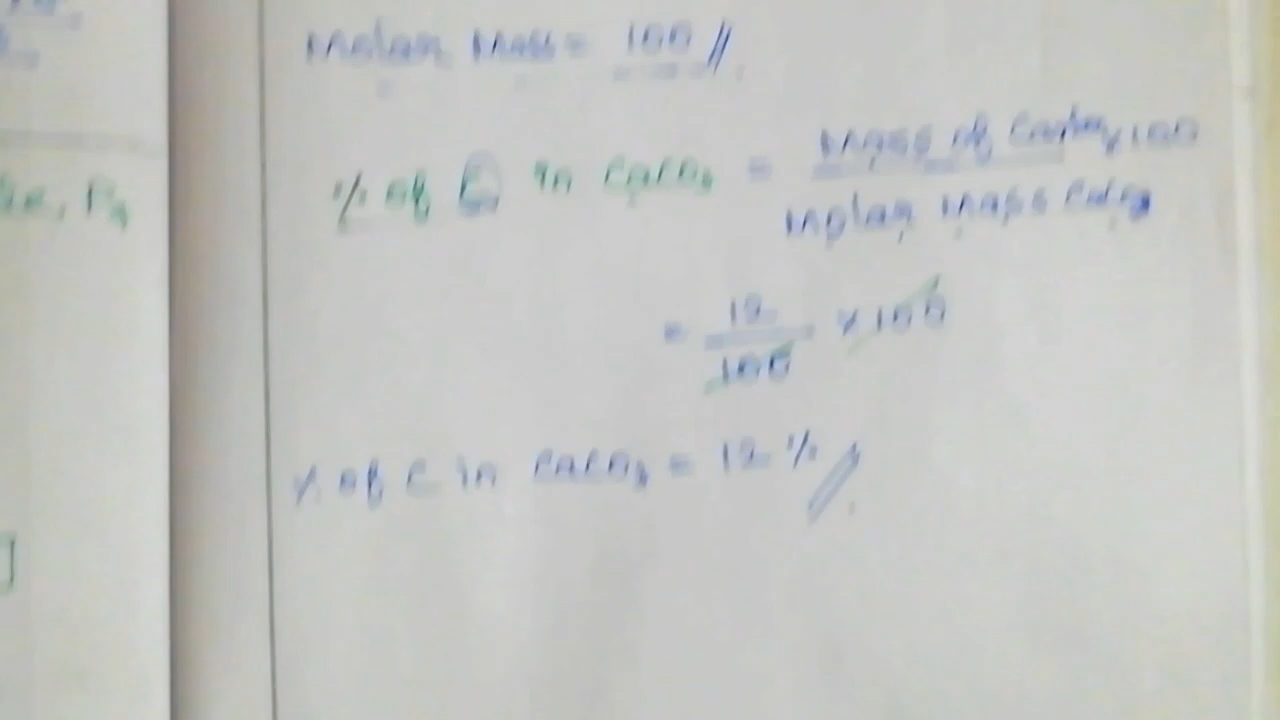 Molar Mass = 100 //
% of C in CaCO3 = Mass of Carbon x 100
Molar Mass CaCO3
= 12 x 100
100
% of C in CaCO3 = 12 % //
P4
]